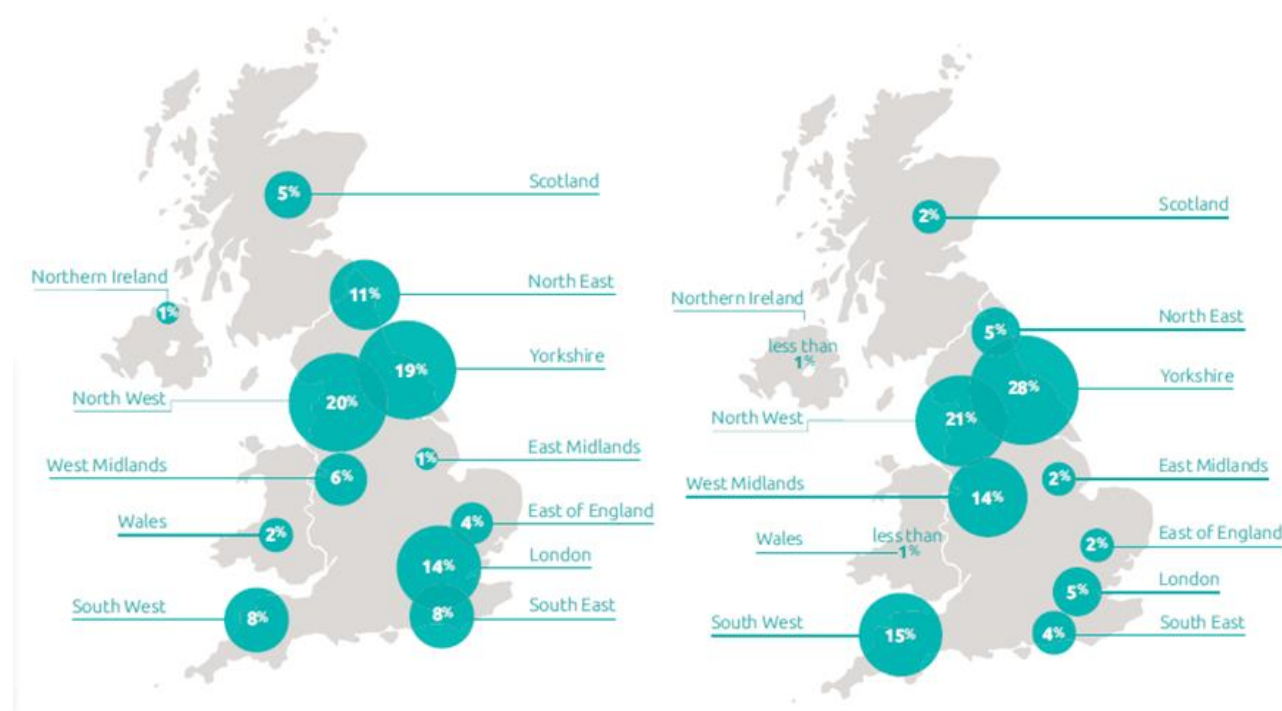 Scotland
5%
North East
11%
Northern Ireland
1%
Yorkshire
19%
North West
20%
East Midlands
1%
West Midlands
6%
East of England
4%
Wales
2%
London
14%
South East
8%
South West
8%
Scotland
2%
North East
5%
Northern Ireland
less than
1%
Yorkshire
28%
North West
21%
East Midlands
2%
West Midlands
14%
East of England
2%
Wales
less than
1%
London
5%
South East
4%
South West
15%